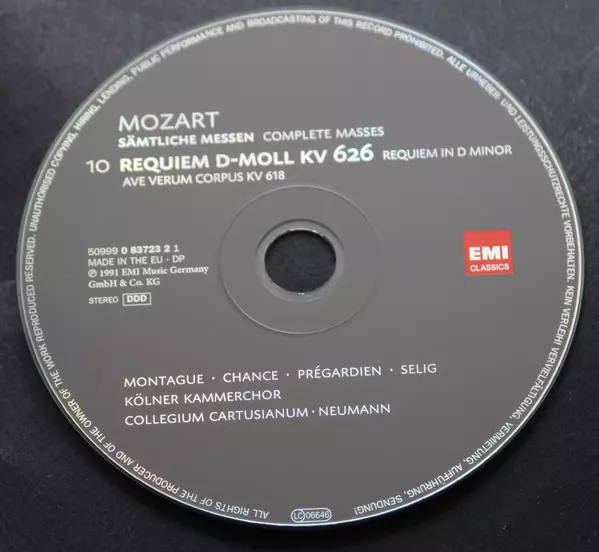 MOZART
SÄMTLICHE MESSEN COMPLETE MASSES
10 REQUIEM D-MOLL KV 626 REQUIEM IN D MINOR
AVE VERUM CORPUS KV 618
50999 0 83723 2 1
MADE IN THE EU · DP
℗ 1991 EMI Music Germany
GmbH & Co. KG
STEREO DDD
EMI
CLASSICS
MONTAGUE · CHANCE · PRÉGARDIEN · SELIG
KÖLNER KAMMERCHOR
COLLEGIUM CARTUSIANUM · NEUMANN
ALL RIGHTS OF THE PRODUCER AND OF THE OWNER OF THE WORK REPRODUCED RESERVED. UNAUTHORISED COPYING, HIRING, LENDING, PUBLIC PERFORMANCE AND BROADCASTING OF THIS RECORD PROHIBITED. ALLE URHEBER- UND LEISTUNGSSCHUTZRECHTE VORBEHALTEN. KEIN VERLEIH! VERVIELFÄLTIGUNG, VERMIETUNG, AUFFÜHRUNG, SENDUNG!
LC 06646